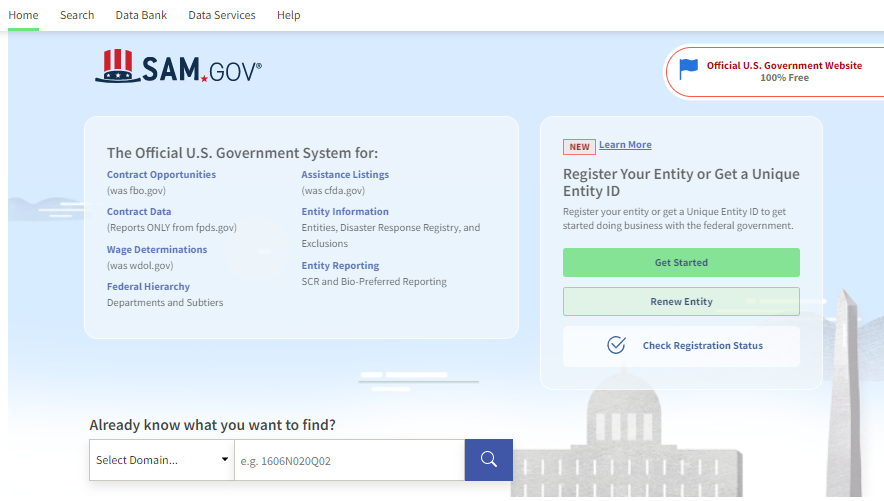 Home Search Data Bank Data Services Help
SAM.GOV®
Official U.S. Government Website
100% Free
The Official U.S. Government System for:
Contract Opportunities
(was fbo.gov)
Contract Data
(Reports ONLY from fpds.gov)
Wage Determinations
(was wdol.gov)
Federal Hierarchy
Departments and Subtiers
Assistance Listings
(was cfda.gov)
Entity Information
Entities, Disaster Response Registry, and
Exclusions
Entity Reporting
SCR and Bio-Preferred Reporting
NEW Learn More
Register Your Entity or Get a Unique
Entity ID
Register your entity or get a Unique Entity ID to get
started doing business with the federal government.
Get Started
Renew Entity
Check Registration Status
Already know what you want to find?
Select Domain... e.g. 1606N020Q02